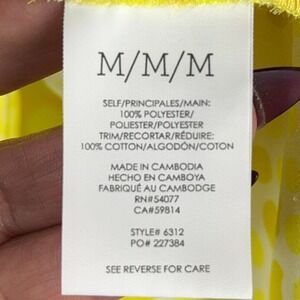 M/M/M
SELF/PRINCIPALES/MAIN:
100% POLYESTER/
POLIESTER/POLYESTER
TRIM/RECORTAR/RÉDUIRE:
100% COTTON/ALGODÓN/COTON
MADE IN CAMBODIA
HECHO EN CAMBOYA
FABRIQUÉ AU CAMBODGE
RN#54077
CA#59814
STYLE# 6312
PO# 227384
SEE REVERSE FOR CARE